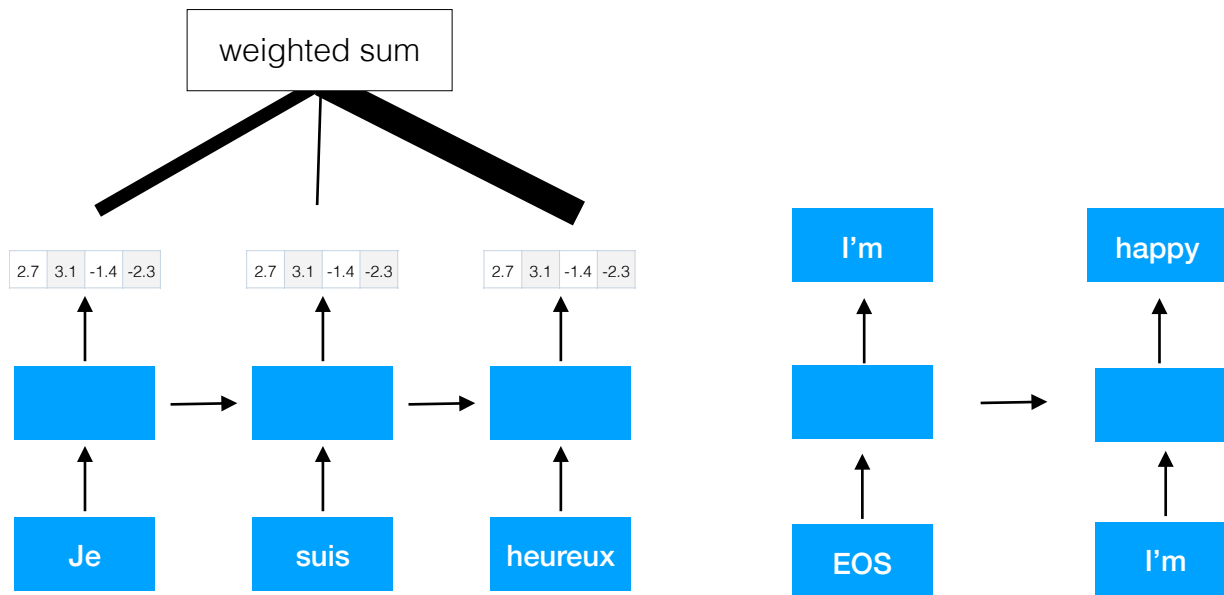 weighted sum
2.7 3.1 -1.4 -2.3 2.7 3.1 -1.4 -2.3 2.7 3.1 -1.4 -2.3
I'm happy
Je suis heureux EOS I'm